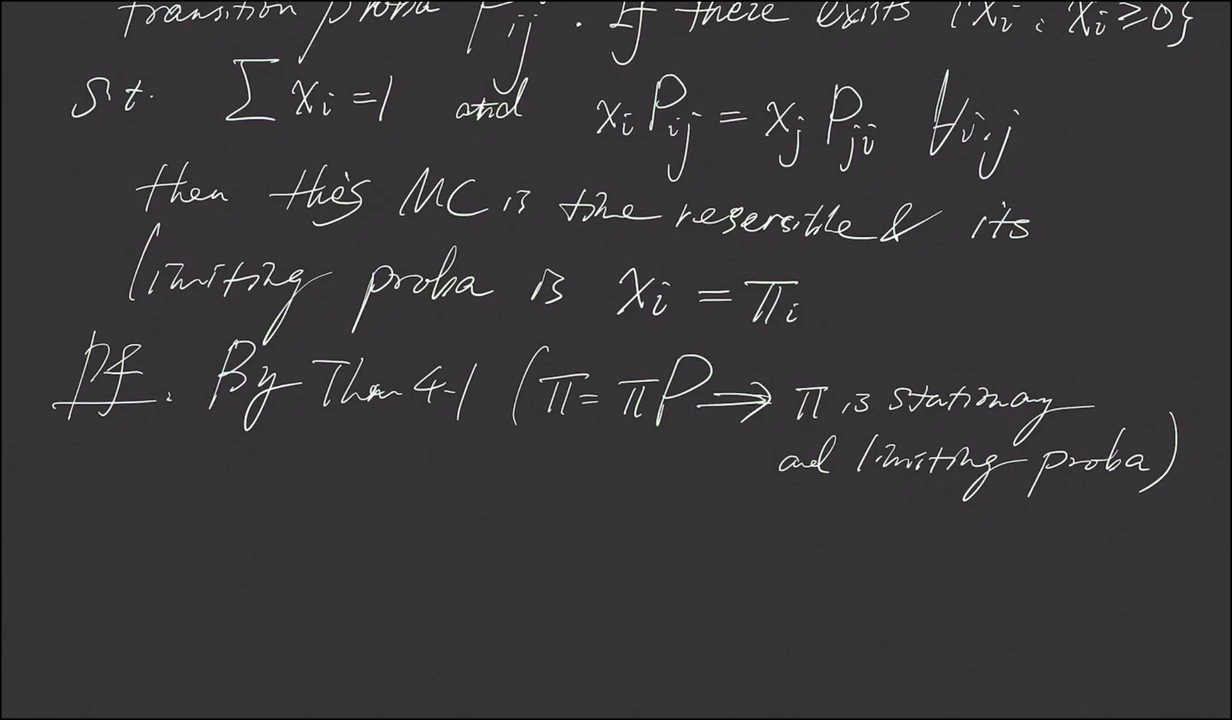 transition proba Pij . If there exists {xi : xi ≥ 0}
s.t. ∑ xi = 1 and xi Pij = xj Pji ∀i,j
then this MC is time reversible & its
limiting proba is xi = πi
pf. By Thm 4-1 (π = πP ⟹ π is stationary
and limiting proba)